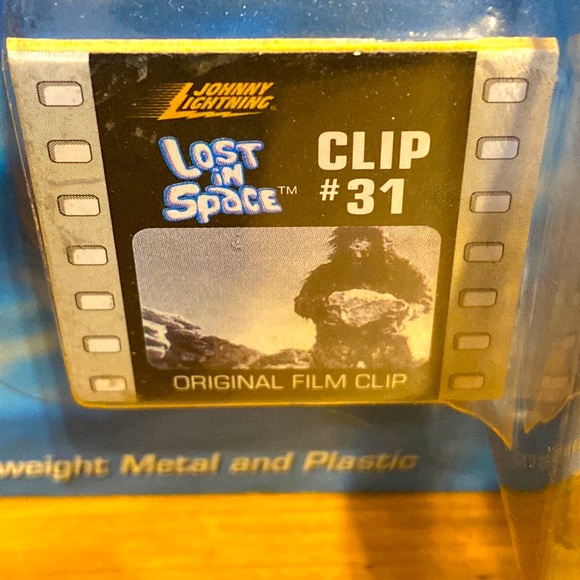 JOHNNY
LIGHTNING
LOST
IN
SPACE™
CLIP
#31
ORIGINAL FILM CLIP
weight Metal and Plastic